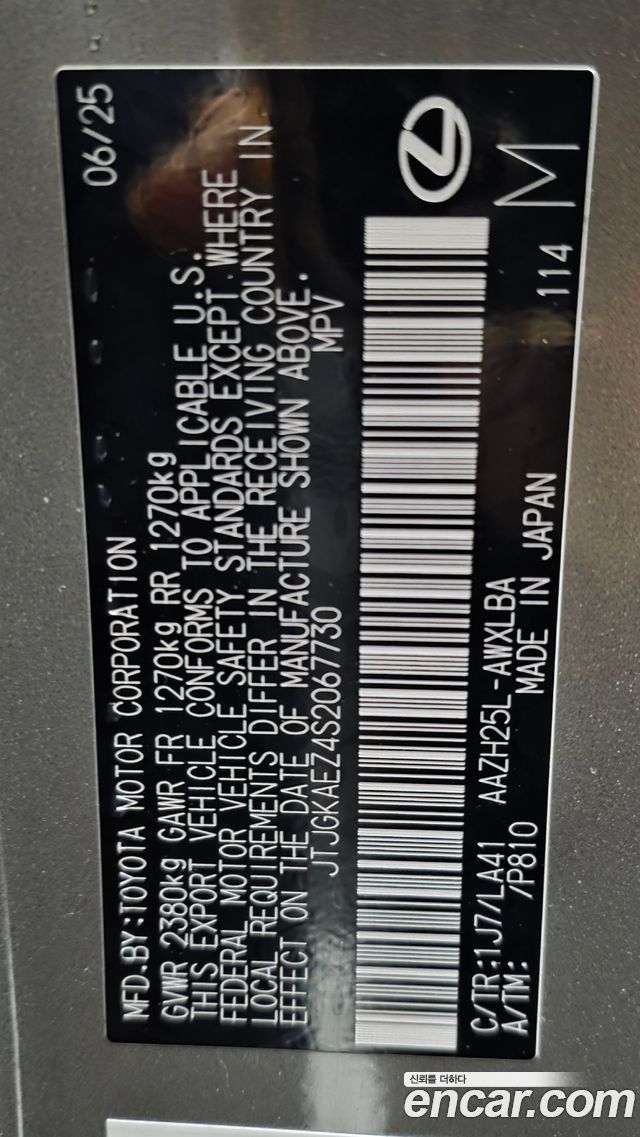 MFD.BY:TOYOTA MOTOR CORPORATION 06/25
GVWR 2380kg GAWR FR 1270kg RR 1270kg
THIS EXPORT VEHICLE CONFORMS TO APPLICABLE U.S.
FEDERAL MOTOR VEHICLE SAFETY STANDARDS EXCEPT WHERE
LOCAL REQUIREMENTS DIFFER IN THE RECEIVING COUNTRY IN
EFFECT ON THE DATE OF MANUFACTURE SHOWN ABOVE.
JTJGKAEZ4S2067730 MPV
C/TR:1J7/LA41 AAZH25L-AWXLBA 114 M
A/TM: /P810 MADE IN JAPAN
신뢰를 더하다
encar.com